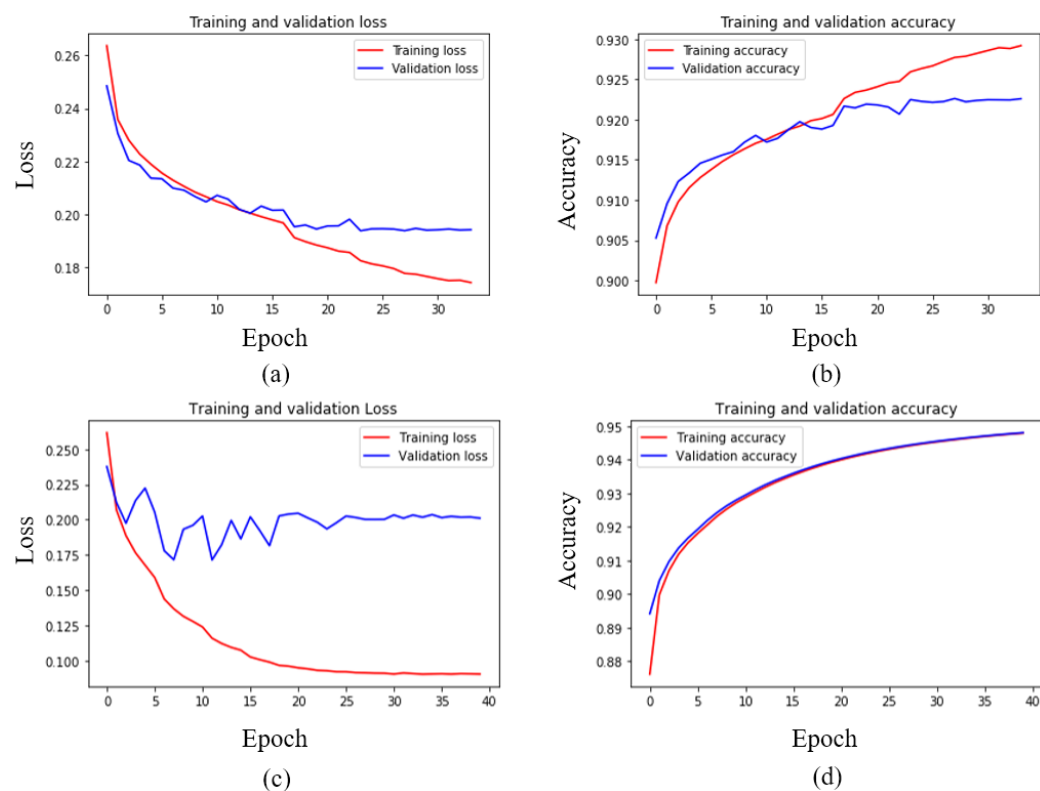 Training and validation loss
Training loss
Validation loss
0.26
0.24
0.22
0.20
0.18
Loss
0 5 10 15 20 25 30
Epoch
(a)
Training and validation accuracy
Training accuracy
Validation accuracy
0.930
0.925
0.920
0.915
0.910
0.905
0.900
Accuracy
0 5 10 15 20 25 30
Epoch
(b)
Training and validation Loss
Training loss
Validation loss
0.250
0.225
0.200
0.175
0.150
0.125
0.100
Loss
0 5 10 15 20 25 30 35 40
Epoch
(c)
Training and validation accuracy
Training accuracy
Validation accuracy
0.95
0.94
0.93
0.92
0.91
0.90
0.89
0.88
Accuracy
0 5 10 15 20 25 30 35 40
Epoch
(d)